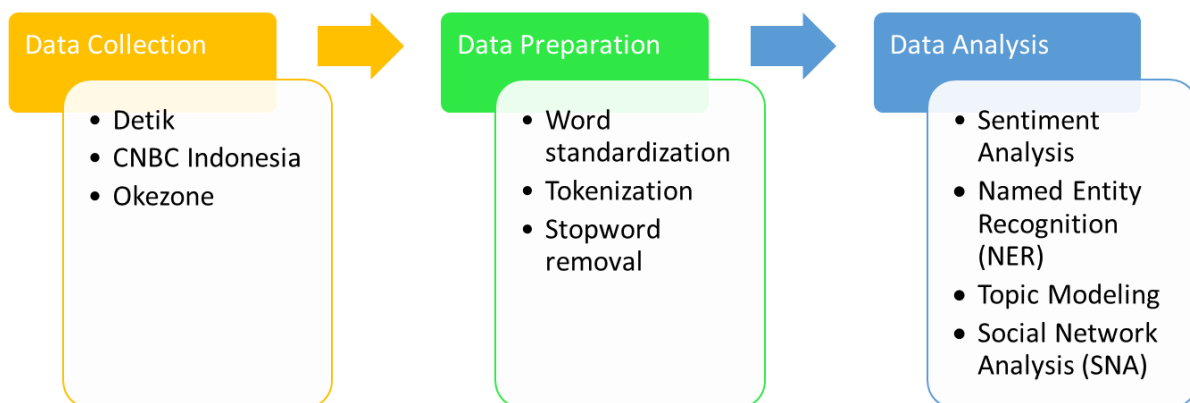 Data Collection
• Detik
• CNBC Indonesia
• Okezone
Data Preparation
• Word
standardization
• Tokenization
• Stopword
removal
Data Analysis
• Sentiment
Analysis
• Named Entity
Recognition
(NER)
• Topic Modeling
• Social Network
Analysis (SNA)